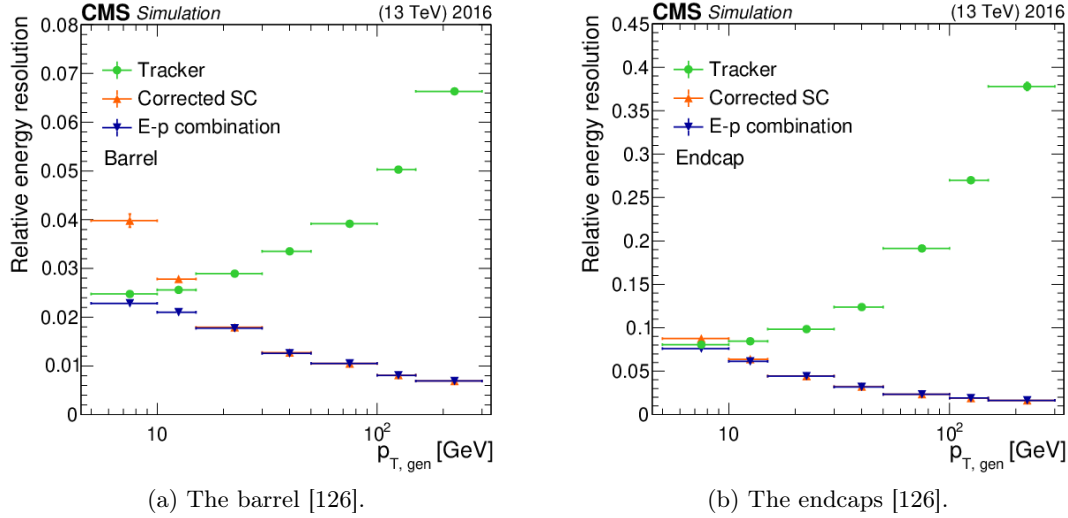 CMS Simulation (13 TeV) 2016
Relative energy resolution
0.08
0.07
0.06
0.05
0.04
0.03
0.02
0.01
0
Tracker
Corrected SC
E-p combination
Barrel
10
10²
p_T, gen [GeV]
(a) The barrel [126].
CMS Simulation (13 TeV) 2016
Relative energy resolution
0.45
0.4
0.35
0.3
0.25
0.2
0.15
0.1
0.05
0
Tracker
Corrected SC
E-p combination
Endcap
10
10²
p_T, gen [GeV]
(b) The endcaps [126].